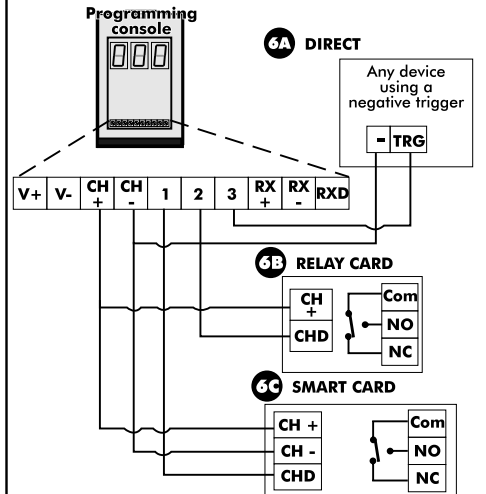 Programming
console
000
6A DIRECT
Any device
using a
negative trigger
- TRG
V+ V- CH + CH - 1 2 3 RX + RX - RXD
6B RELAY CARD
CH +
CHD
Com
NO
NC
6C SMART CARD
CH +
CH -
CHD
Com
NO
NC